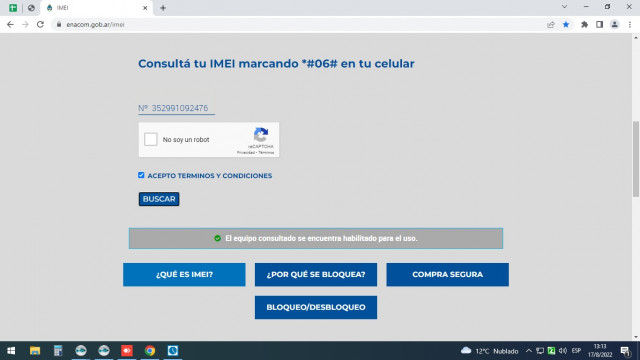 IMEI
enacom.gob.ar/imei
Consultá tu IMEI marcando *#06# en tu celular
Nº 352991092476
No soy un robot
reCAPTCHA
Privacidad - Términos
ACEPTO TERMINOS Y CONDICIONES
BUSCAR
El equipo consultado se encuentra habilitado para el uso.
¿QUÉ ES IMEI?
¿POR QUÉ SE BLOQUEA?
COMPRA SEGURA
BLOQUEO/DESBLOQUEO
12°C Nublado
ESP
13:13
17/8/2022